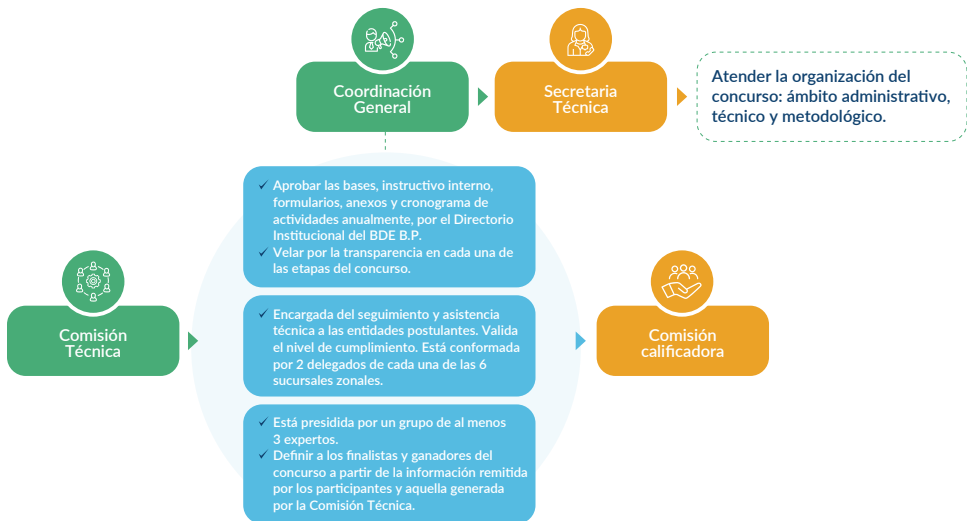 Coordinación
General
Secretaria
Técnica
Atender la organización del
concurso: ámbito administrativo,
técnico y metodológico.
✓ Aprobar las bases, instructivo interno,
formularios, anexos y cronograma de
actividades anualmente, por el Directorio
Institucional del BDE B.P.
✓ Velar por la transparencia en cada una de
las etapas del concurso.
Comisión
Técnica
✓ Encargada del seguimiento y asistencia
técnica a las entidades postulantes. Valida
el nivel de cumplimiento. Está conformada
por 2 delegados de cada una de las 6
sucursales zonales.
Comisión
calificadora
✓ Está presidida por un grupo de al menos
3 expertos.
✓ Definir a los finalistas y ganadores del
concurso a partir de la información remitida
por los participantes y aquella generada
por la Comisión Técnica.